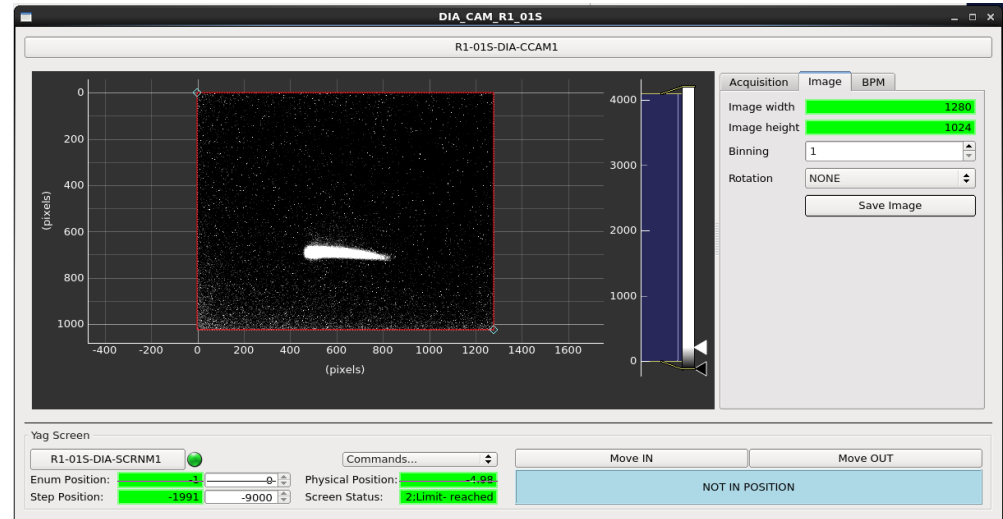 DIA_CAM_R1_01S
R1-01S-DIA-CCAM1
Acquisition Image BPM
Image width 1280
Image height 1024
Binning 1
Rotation NONE
Save Image
0
200
400
600
800
1000
(pixels)
-400 -200 0 200 400 600 800 1000 1200 1400 1600
(pixels)
4000
3000
2000
1000
0
Yag Screen
R1-01S-DIA-SCRNM1 Commands... Move IN Move OUT
Enum Position: -1 0 Physical Position: -4.98
Step Position: -1991 -9000 Screen Status: 2;Limit- reached
NOT IN POSITION